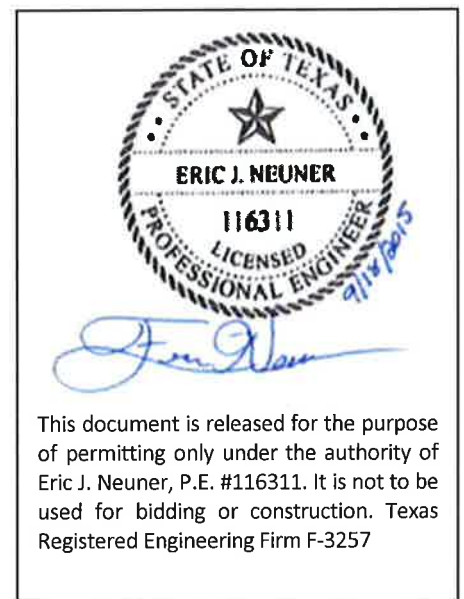 STATE OF TEXAS
ERIC J. NEUNER
116311
LICENSED
PROFESSIONAL ENGINEER
9/18/2015
This document is released for the purpose
of permitting only under the authority of
Eric J. Neuner, P.E. #116311. It is not to be
used for bidding or construction. Texas
Registered Engineering Firm F-3257